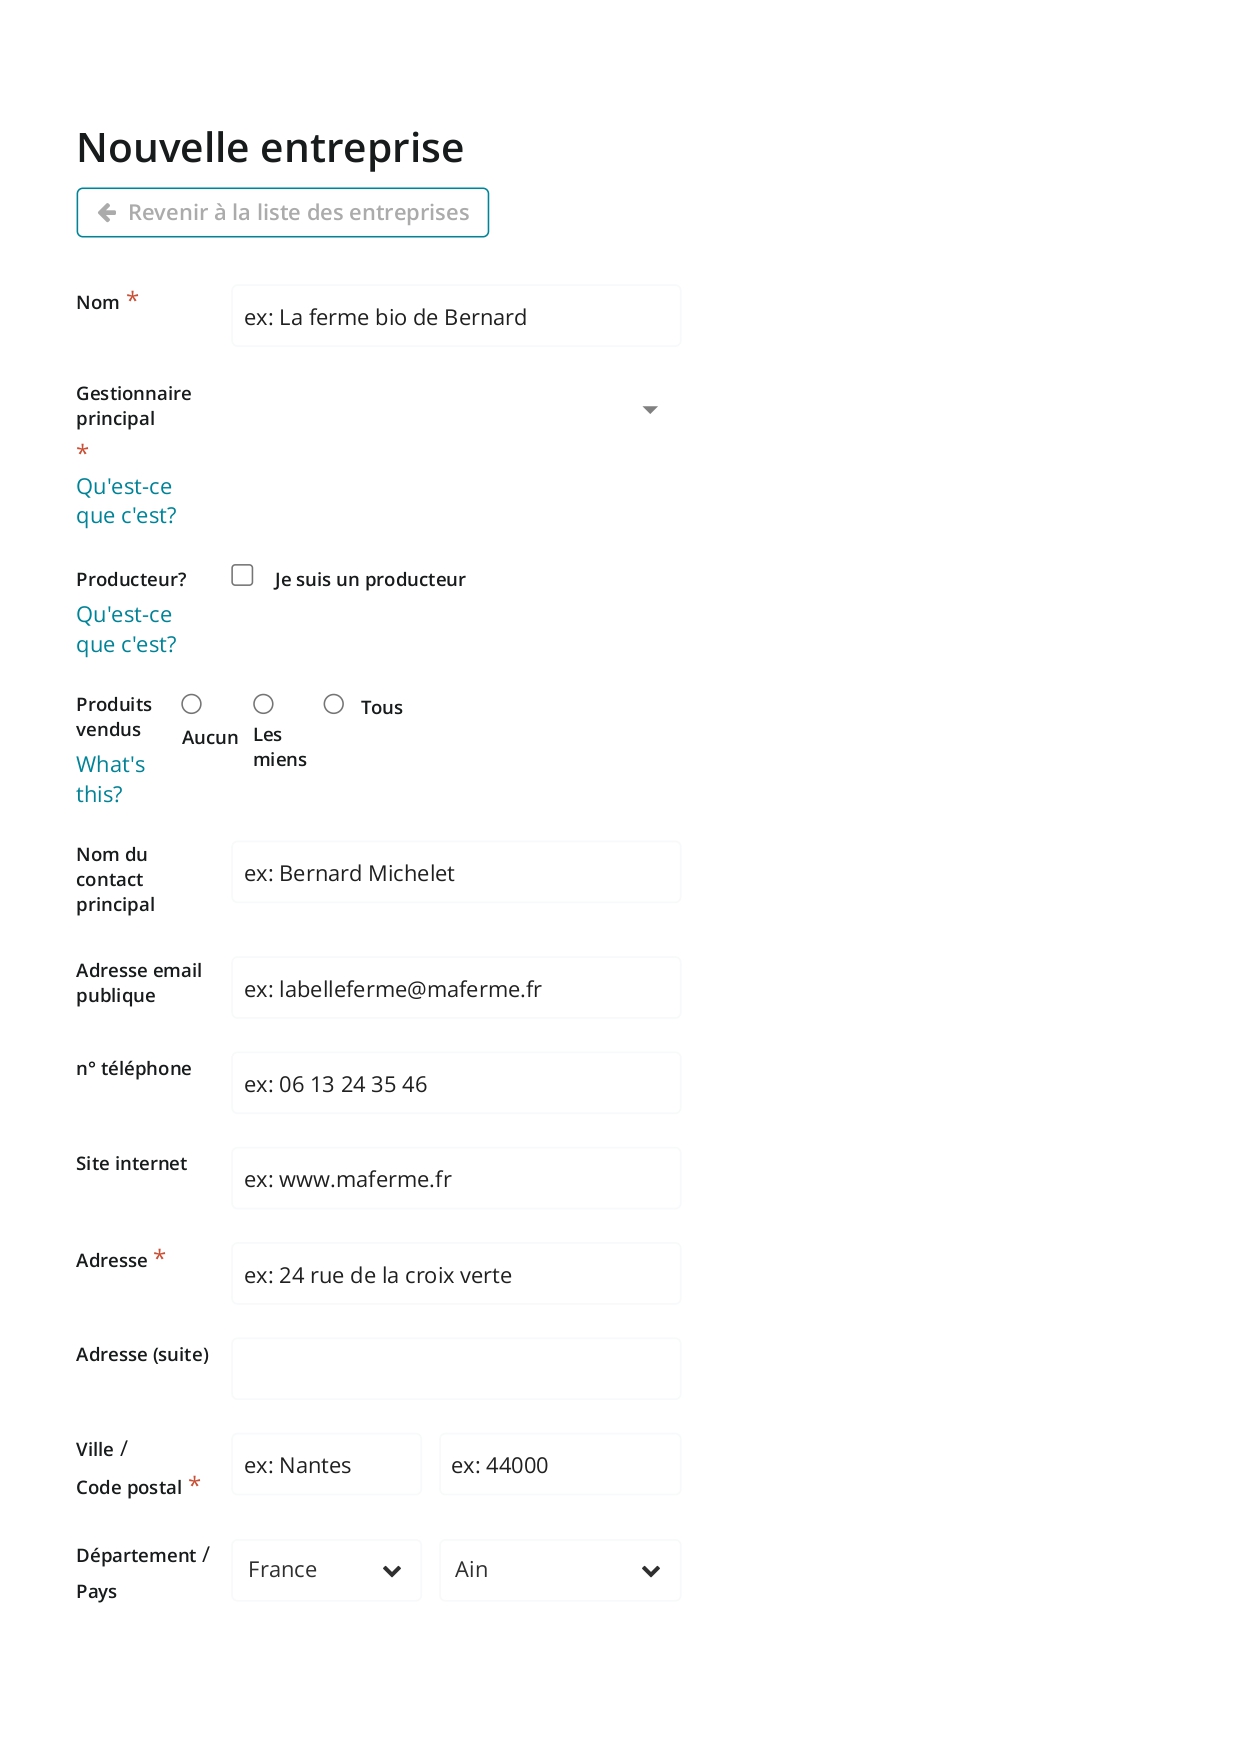 Nouvelle entreprise
Revenir à la liste des entreprises
Nom *
ex: La ferme bio de Bernard
Gestionnaire
principal
*
Qu'est-ce
que c'est?
Producteur?
Je suis un producteur
Qu'est-ce
que c'est?
Produits
vendus
What's
this?
Aucun
Les
miens
Tous
Nom du
contact
principal
ex: Bernard Michelet
Adresse email
publique
ex: labelleferme@maferme.fr
n° téléphone
ex: 06 13 24 35 46
Site internet
ex: www.maferme.fr
Adresse *
ex: 24 rue de la croix verte
Adresse (suite)
Ville /
Code postal *
ex: Nantes
ex: 44000
Département /
Pays
France
Ain